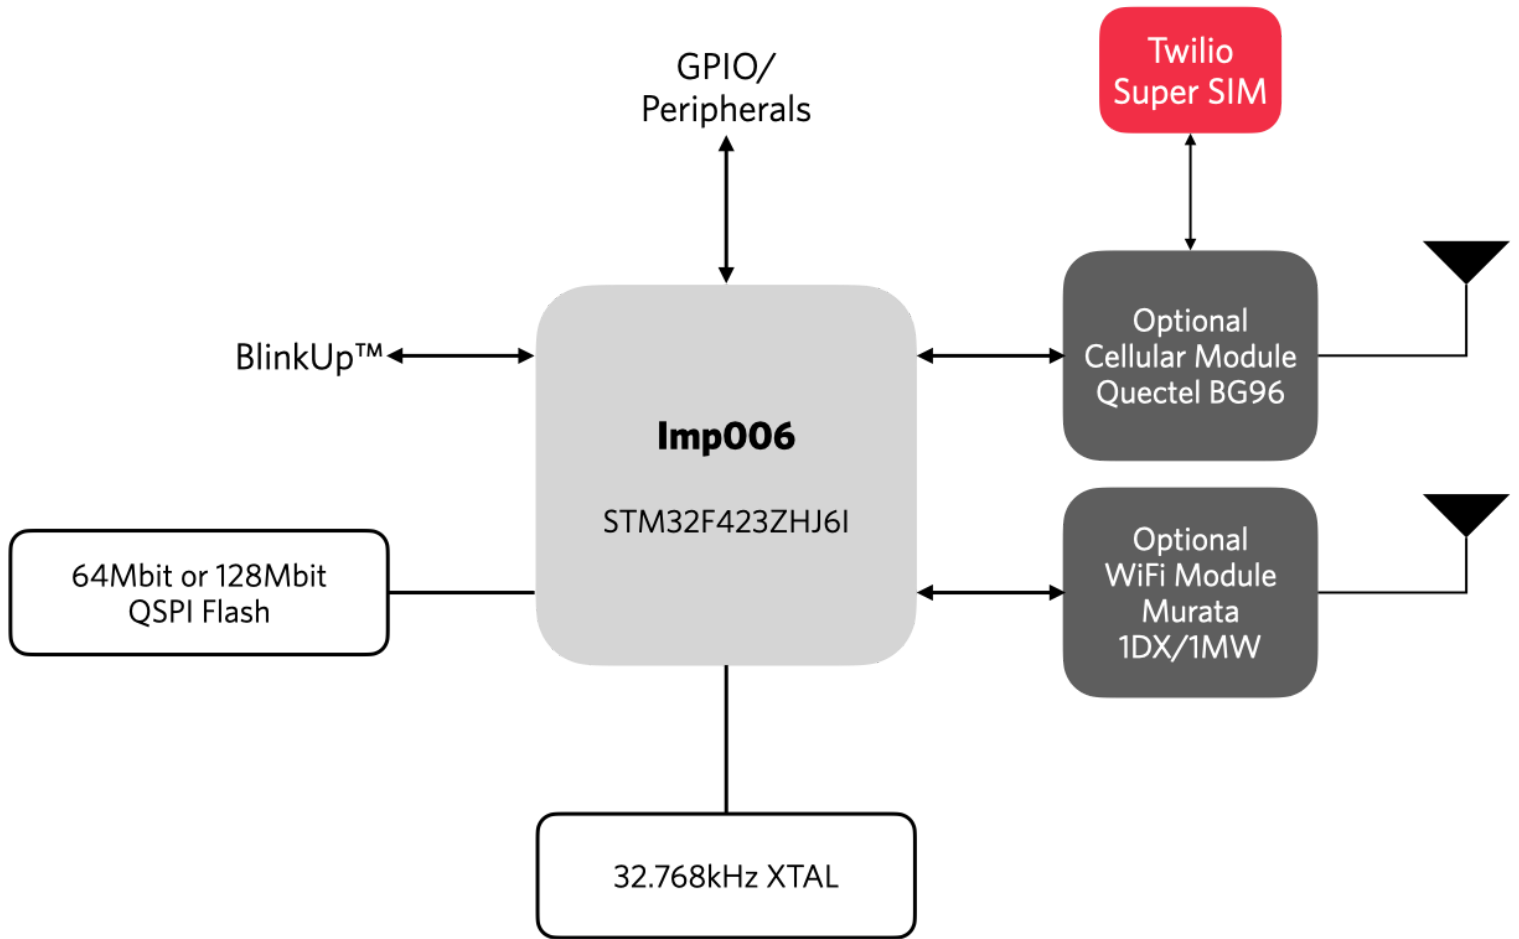 GPIO/
Peripherals
Twilio
Super SIM
BlinkUp™
Optional
Cellular Module
Quectel BG96
Imp006
STM32F423ZHJ6I
64Mbit or 128Mbit
QSPI Flash
Optional
WiFi Module
Murata
1DX/1MW
32.768kHz XTAL